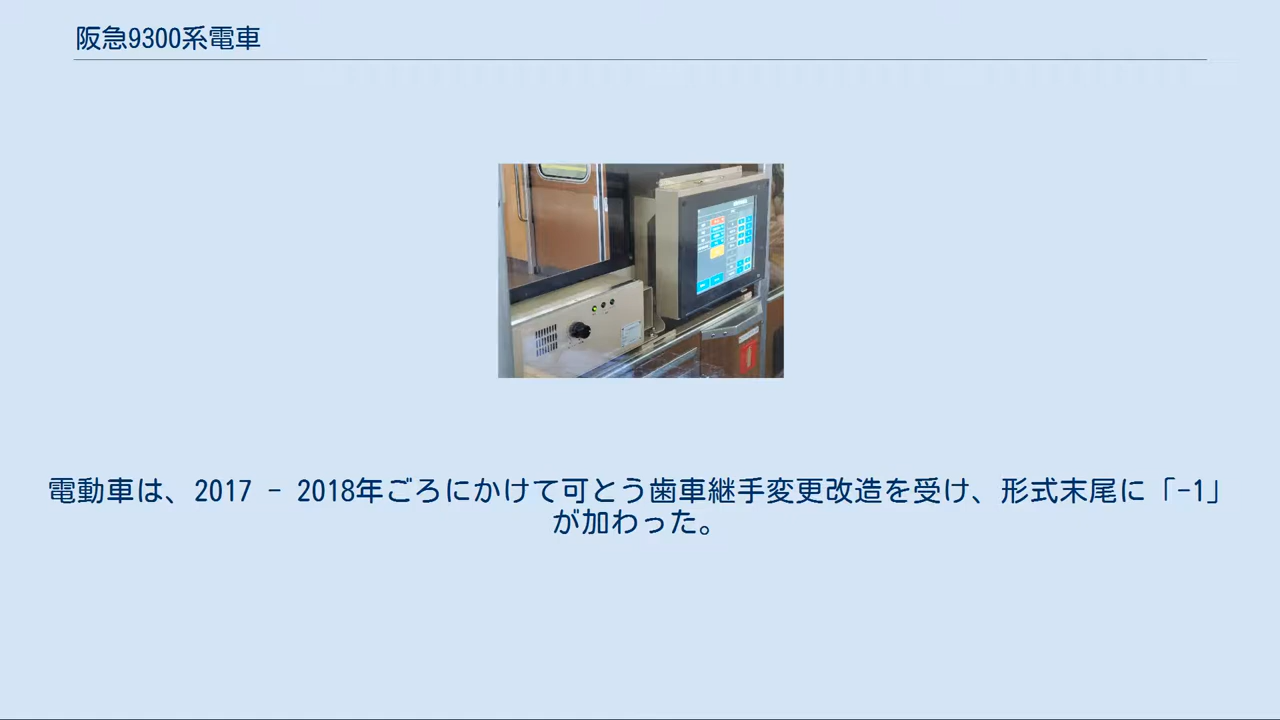 阪急9300系電車
電動車は、2017 - 2018年ごろにかけて可とう歯車継手変更改造を受け、形式末尾に「-1」
が加わった。